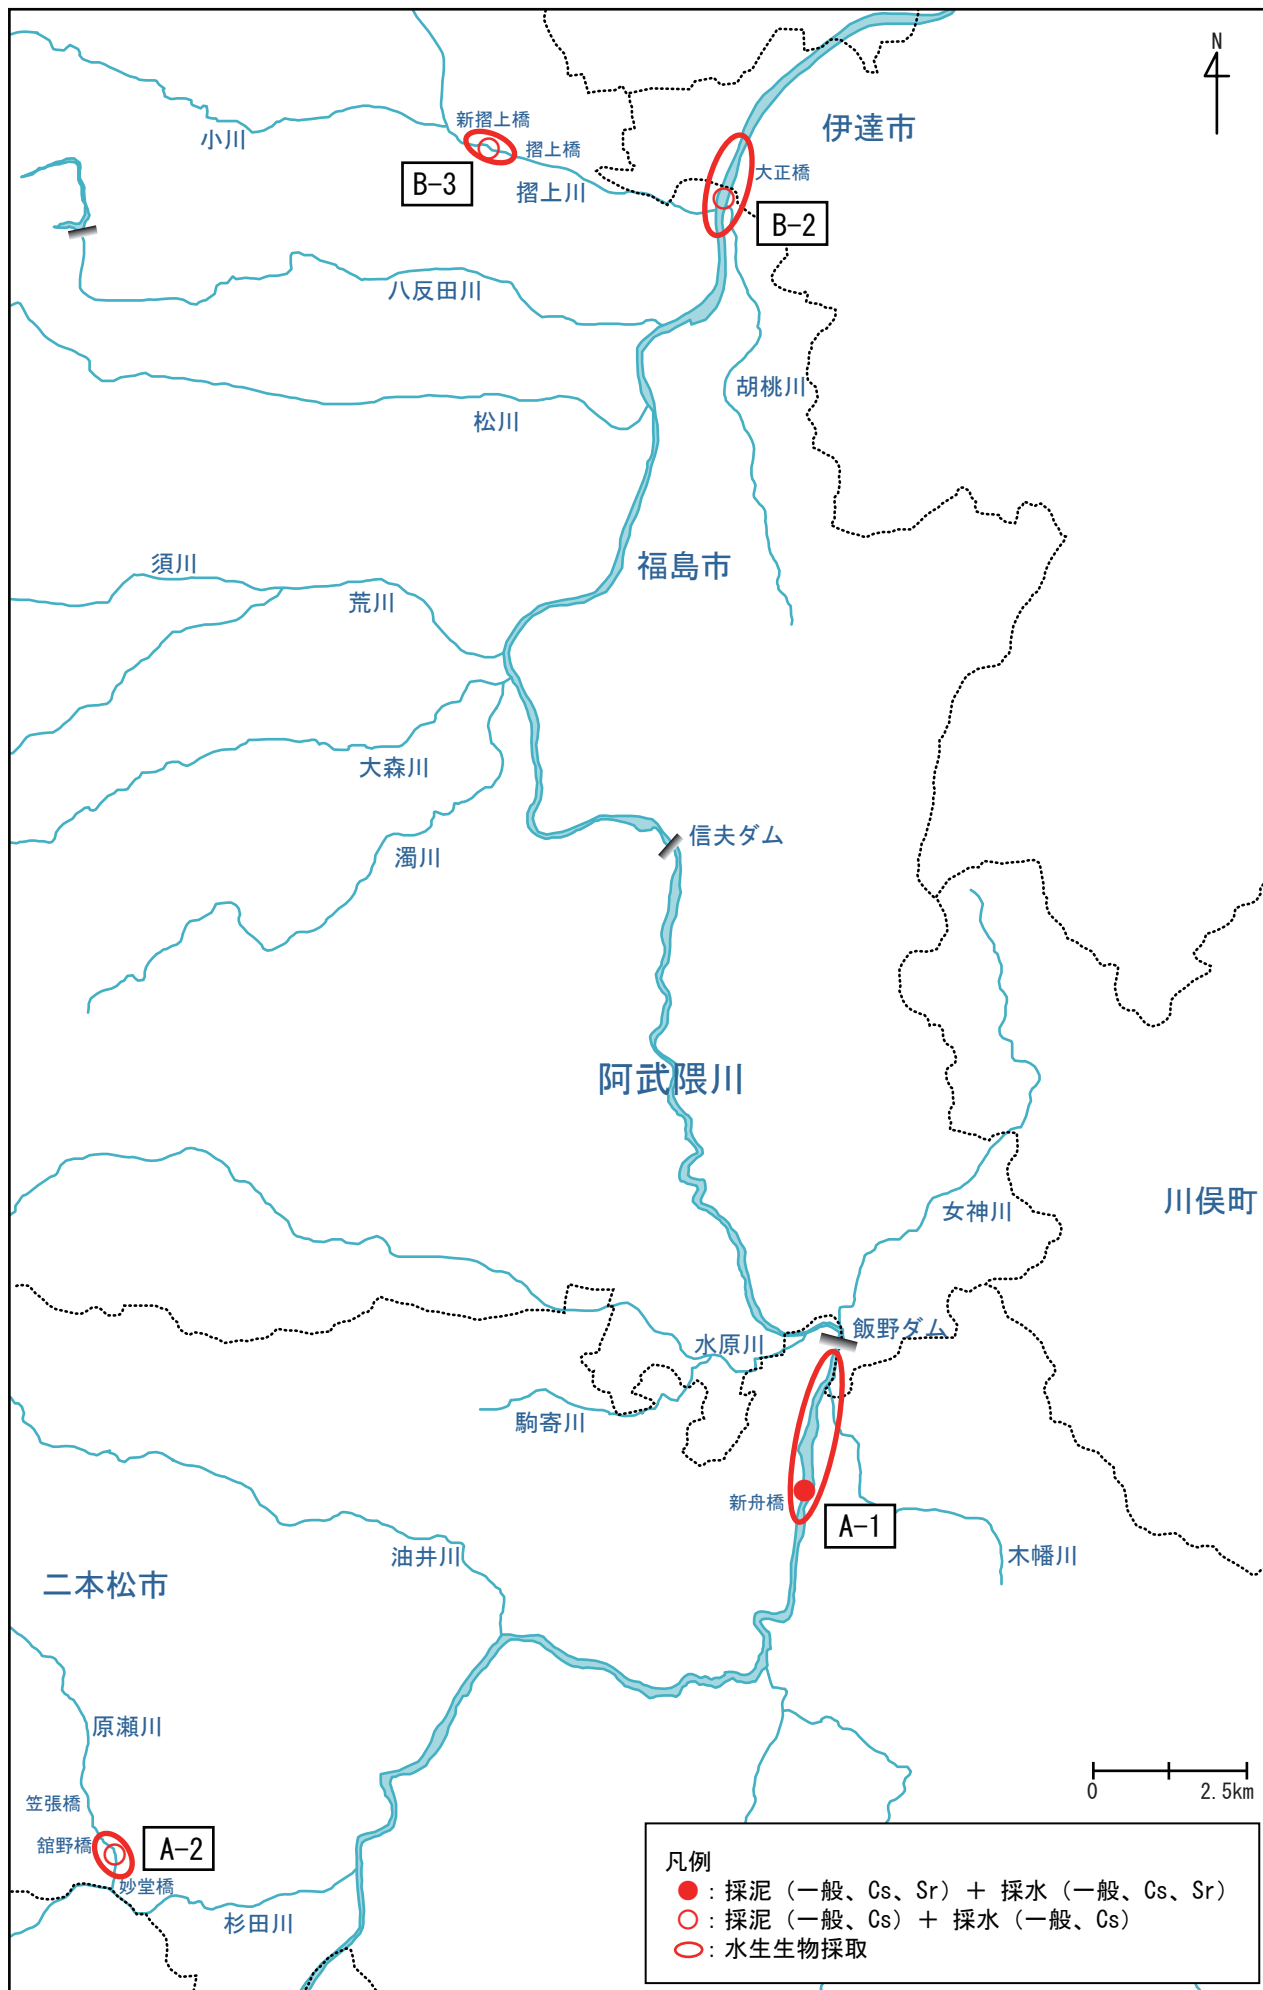 N
伊達市
新摺上橋
小川
摺上橋
大正橋
B-3
摺上川
B-2
八反田川
胡桃川
松川
須川
福島市
荒川
大森川
信夫ダム
濁川
阿武隈川
川俣町
女神川
飯野ダム
水原川
駒寄川
新舟橋
A-1
油井川
木幡川
二本松市
原瀬川
0 2.5km
笠張橋
舘野橋
A-2
妙堂橋
杉田川
凡例
：採泥（一般、Cs、Sr）＋ 採水（一般、Cs、Sr）
：採泥（一般、Cs）＋ 採水（一般、Cs）
：水生生物採取